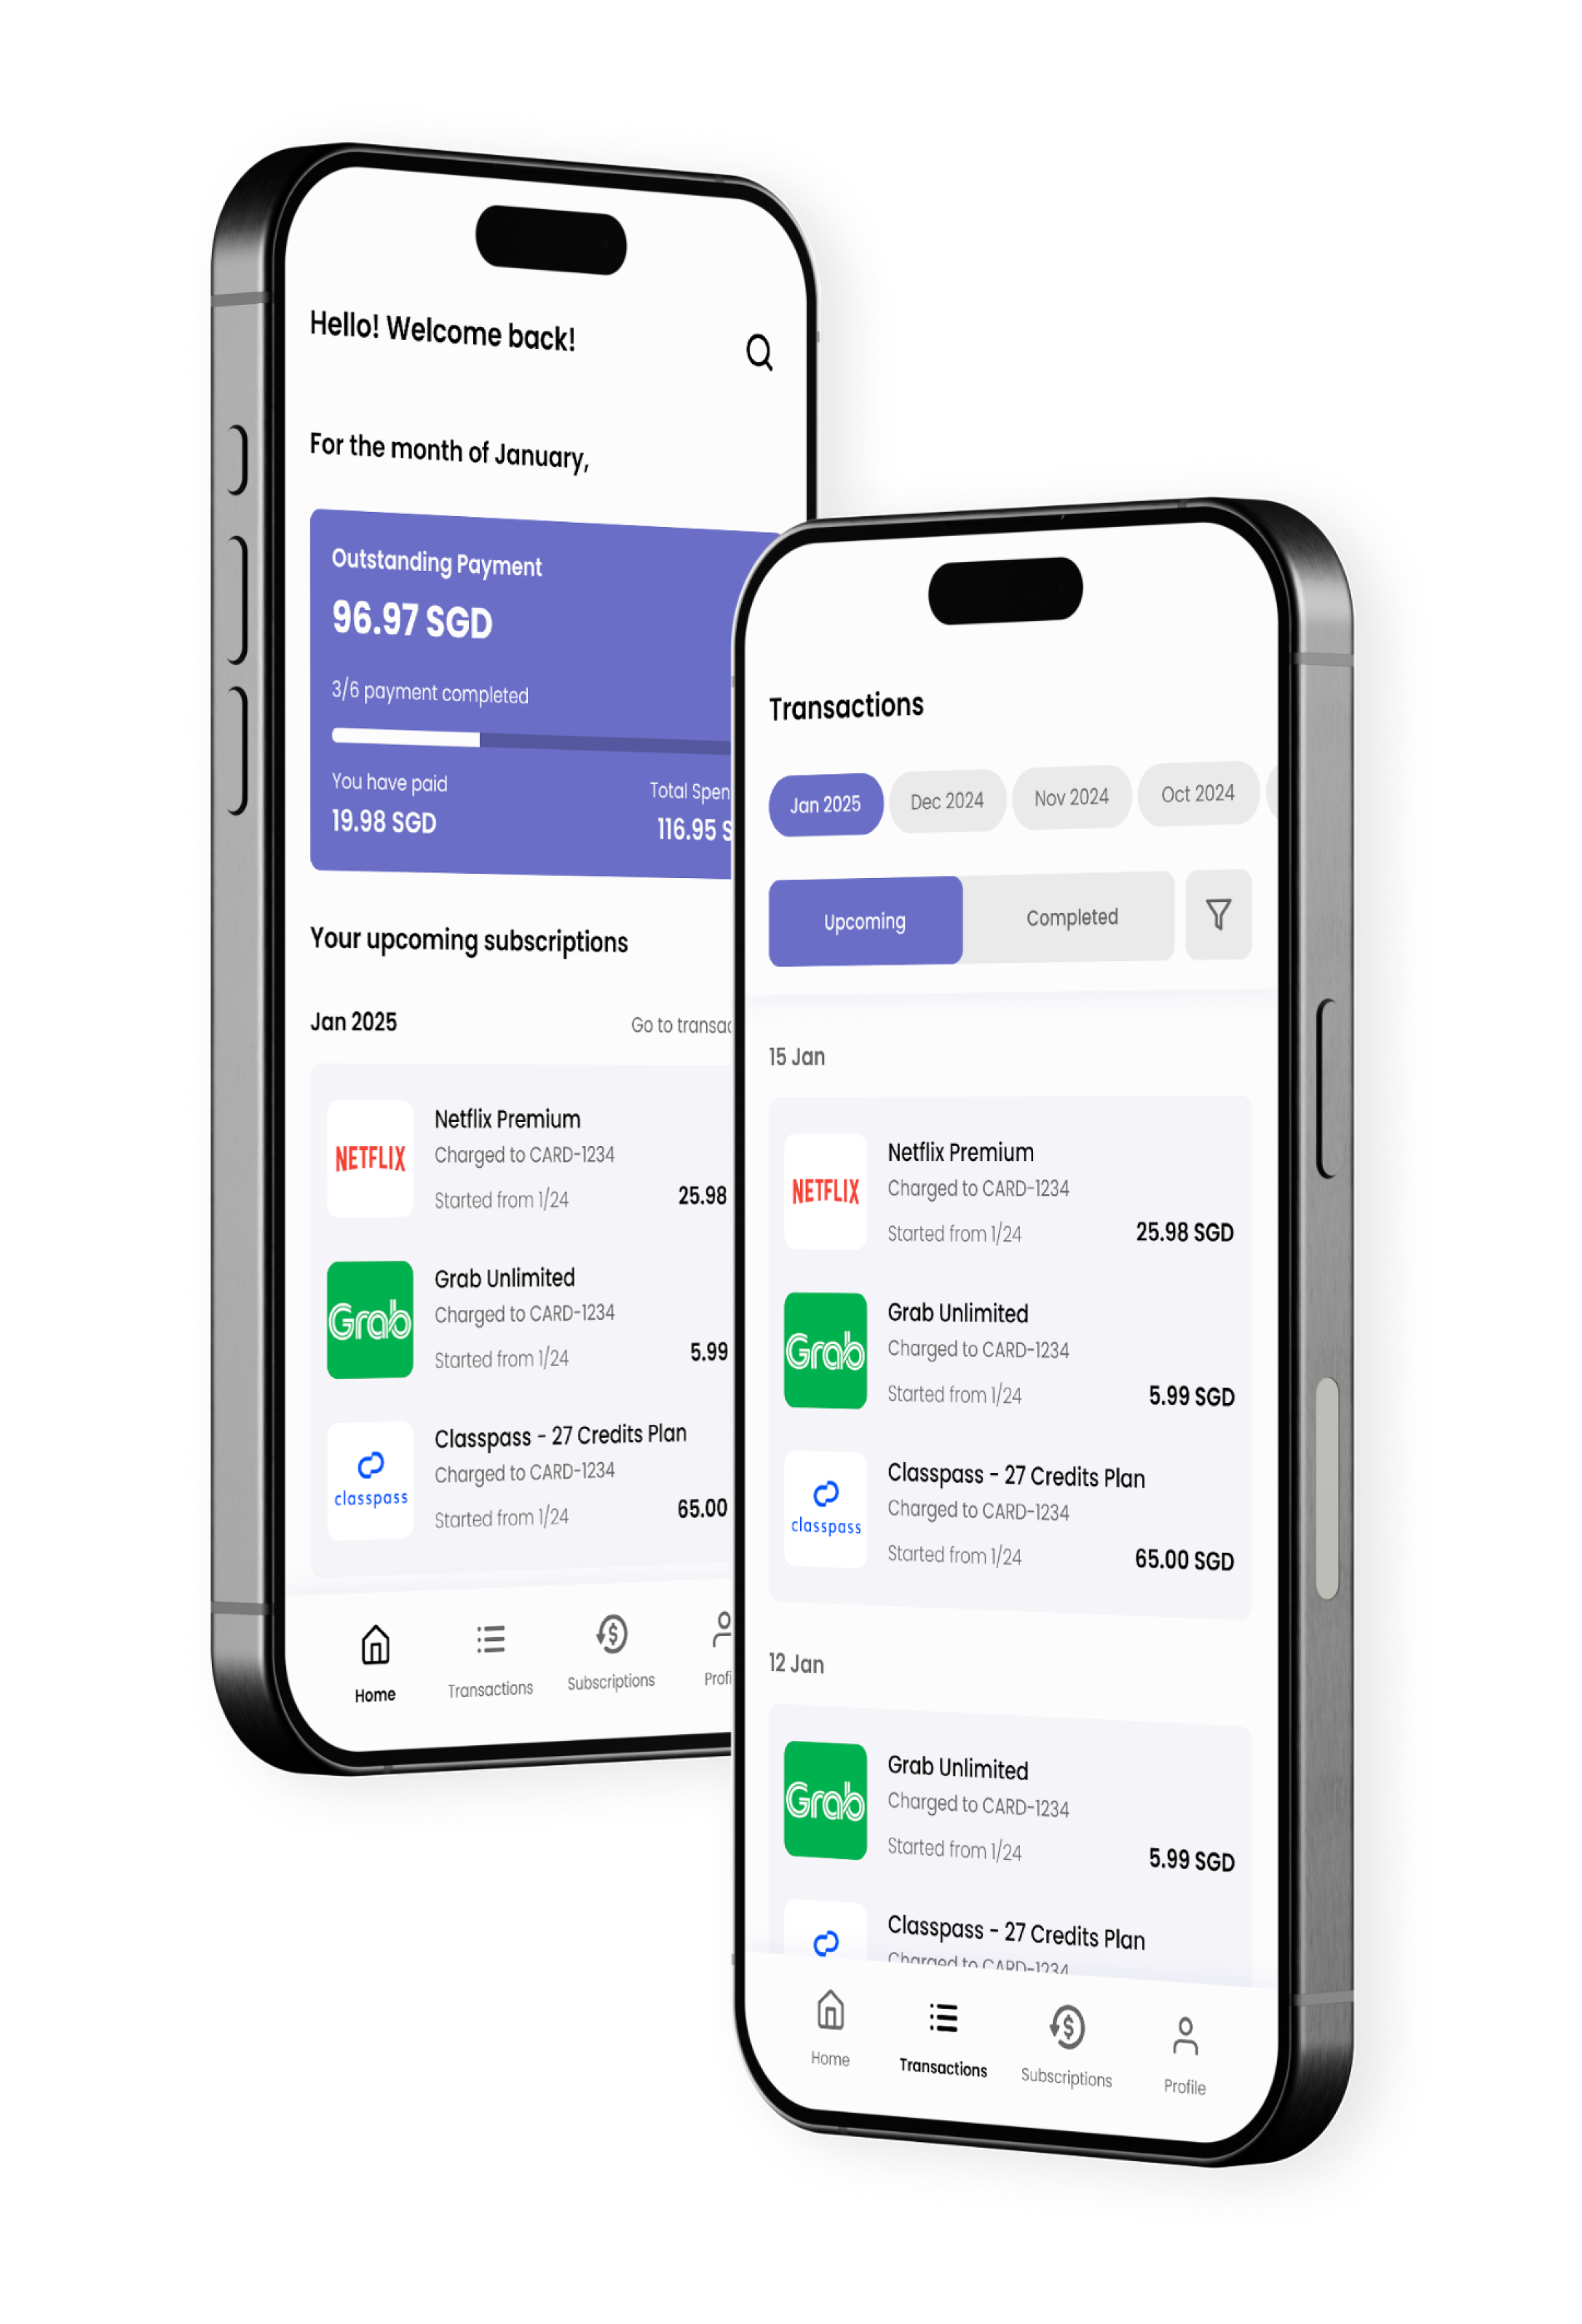 Hello! Welcome back!
For the month of January,
Outstanding Payment
96.97 SGD
3/6 payment completed
You have paid
19.98 SGD
Total Spen
116.95 S
Your upcoming subscriptions
Jan 2025
Go to transac
NETFLIX
Netflix Premium
Charged to CARD-1234
Started from 1/24
25.98
Grab
Grab Unlimited
Charged to CARD-1234
Started from 1/24
5.99
classpass
Classpass - 27 Credits Plan
Charged to CARD-1234
Started from 1/24
65.00
Home
Transactions
Subscriptions
Profi
Transactions
Jan 2025
Dec 2024
Nov 2024
Oct 2024
Upcoming
Completed
15 Jan
NETFLIX
Netflix Premium
Charged to CARD-1234
Started from 1/24
25.98 SGD
Grab
Grab Unlimited
Charged to CARD-1234
Started from 1/24
5.99 SGD
classpass
Classpass - 27 Credits Plan
Charged to CARD-1234
Started from 1/24
65.00 SGD
12 Jan
Grab
Grab Unlimited
Charged to CARD-1234
Started from 1/24
5.99 SGD
Classpass - 27 Credits Plan
Charged to CARD-1234
Home
Transactions
Subscriptions
Profile